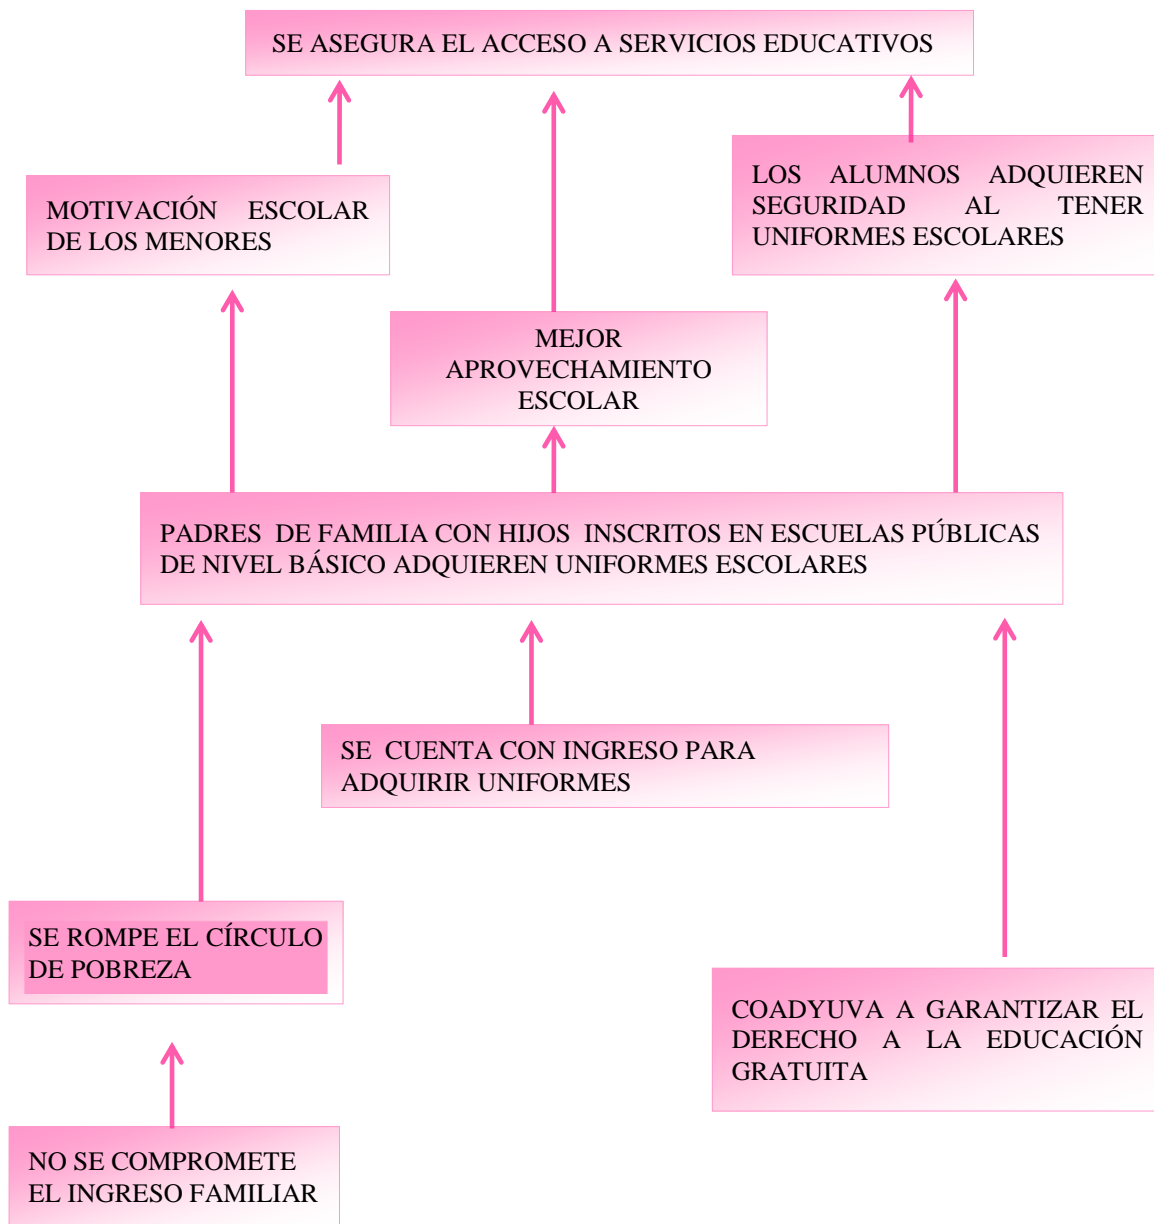 SE ASEGURA EL ACCESO A SERVICIOS EDUCATIVOS
MOTIVACIÓN ESCOLAR
DE LOS MENORES
LOS ALUMNOS ADQUIEREN
SEGURIDAD AL TENER
UNIFORMES ESCOLARES
MEJOR
APROVECHAMIENTO
ESCOLAR
PADRES DE FAMILIA CON HIJOS INSCRITOS EN ESCUELAS PÚBLICAS
DE NIVEL BÁSICO ADQUIEREN UNIFORMES ESCOLARES
SE CUENTA CON INGRESO PARA
ADQUIRIR UNIFORMES
SE ROMPE EL CÍRCULO
DE POBREZA
COADYUVA A GARANTIZAR EL
DERECHO A LA EDUCACIÓN
GRATUITA
NO SE COMPROMETE
EL INGRESO FAMILIAR